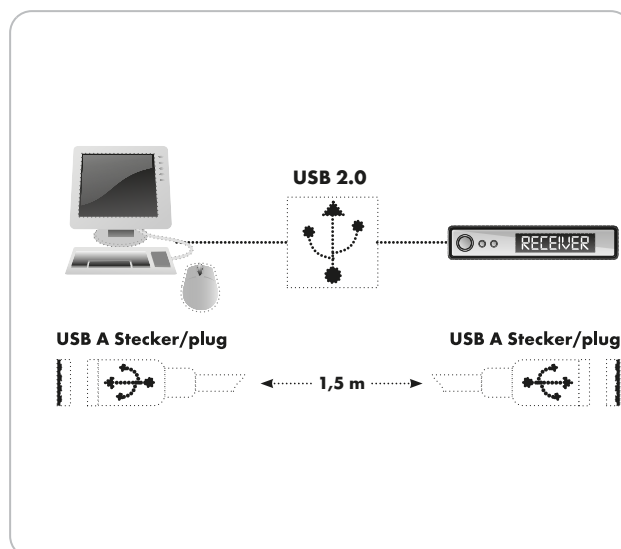 USB 2.0
RECEIVER
USB A Stecker/plug
USB A Stecker/plug
1,5 m